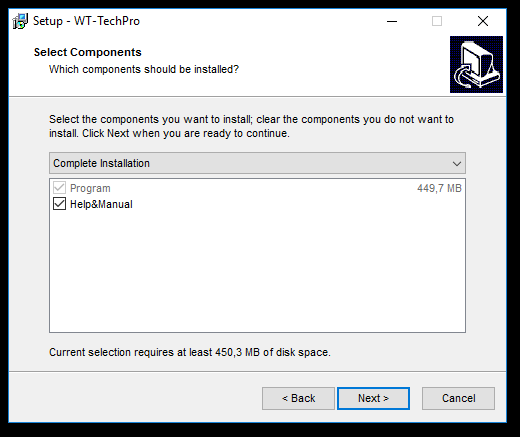 Setup - WT-TechPro
Select Components
Which components should be installed?
Select the components you want to install; clear the components you do not want to
install. Click Next when you are ready to continue.
Complete Installation
Program 449,7 MB
Help&Manual
Current selection requires at least 450,3 MB of disk space.
< Back Next > Cancel